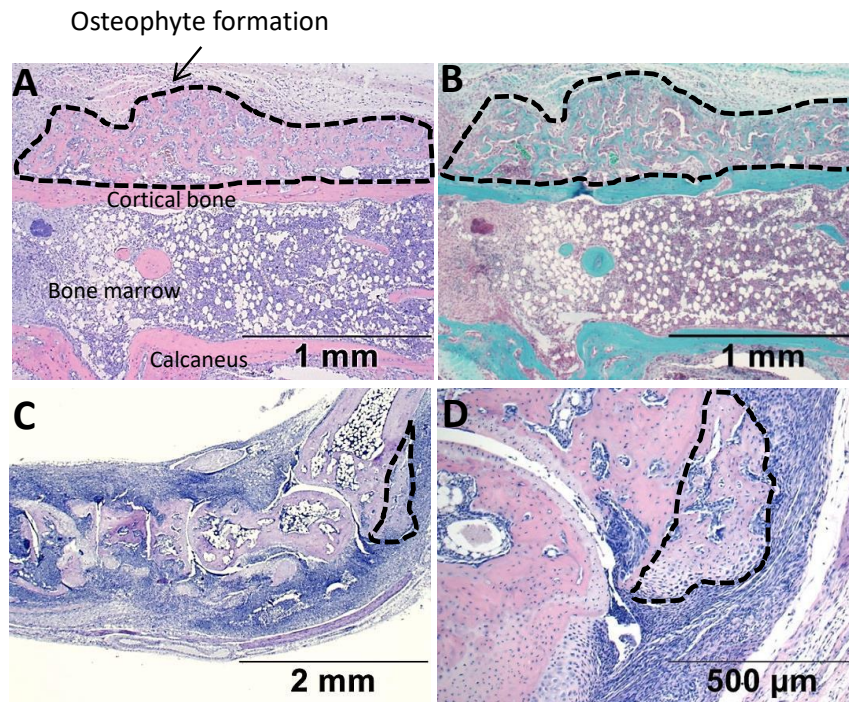 Osteophyte formation
A
B
Cortical bone
Bone marrow
Calcaneus
1 mm
1 mm
C
D
2 mm
500 µm